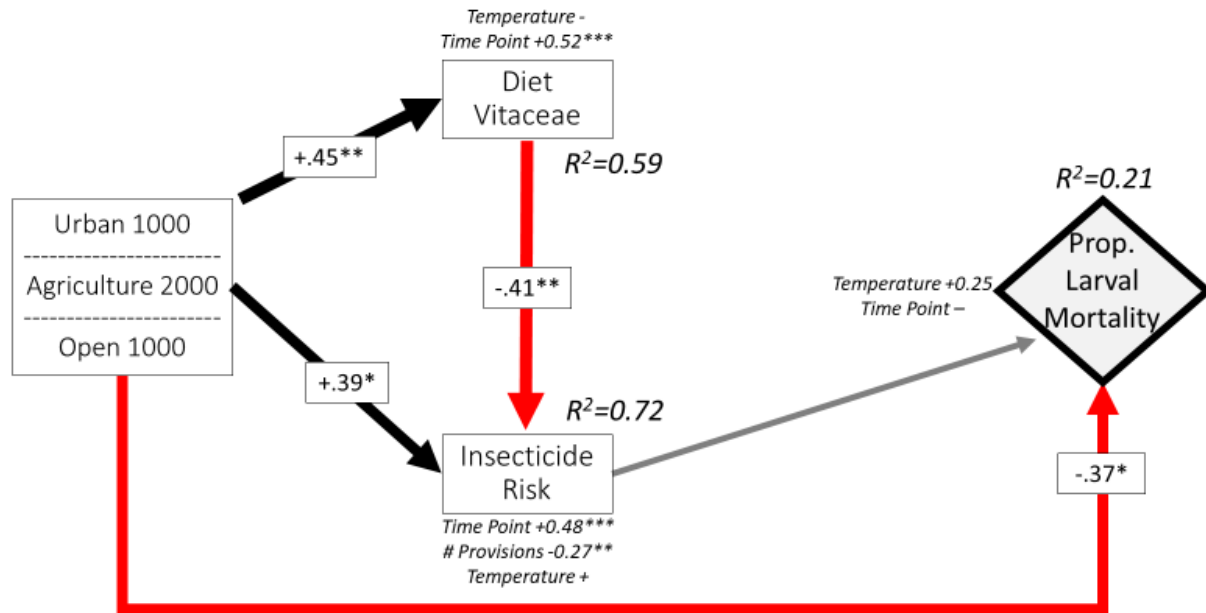 Temperature -
Time Point +0.52***
Diet
Vitaceae
R²=0.59
+.45**
Urban 1000
------------------------
Agriculture 2000
------------------------
Open 1000
-.41**
+.39*
R²=0.72
Insecticide
Risk
Time Point +0.48***
# Provisions -0.27**
Temperature +
R²=0.21
Prop.
Larval
Mortality
Temperature +0.25
Time Point –
-.37*